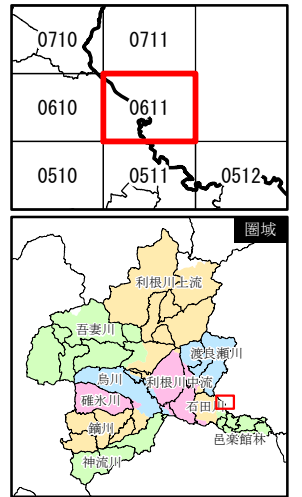 0710 0711
0610 0611
0510 0511 0512
圏域
利根川上流
吾妻川
渡良瀬川
烏川 利根川中流
碓氷川 石田川
鏑川 邑楽館林
神流川